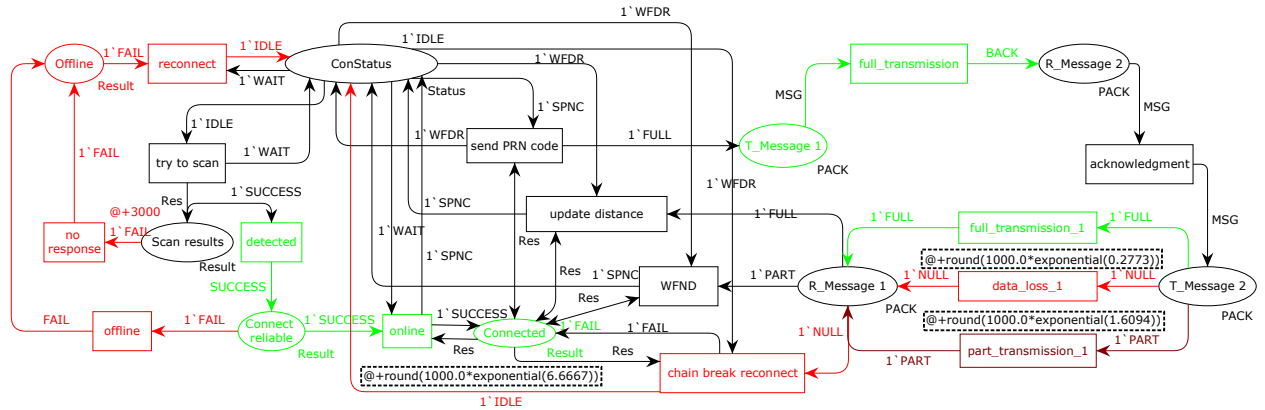 1`WFDR
1`IDLE
1`FAIL
1`IDLE
full_transmission
BACK
Offline
reconnect
ConStatus
1`WFDR
R_Message 2
Result
1`WAIT
Status
PACK
MSG
1`SPNC
MSG
1`IDLE
1`WFDR
1`FULL
send PRN code
T_Message 1
1`FAIL
try to scan
1`WAIT
acknowledgment
PACK
1`WFDR
Res
1`SUCCESS
@+3000
1`SPNC
update distance
1`FULL
1`FULL
full_transmission_1
1`FULL
MSG
no
response
1`FAIL
Scan results
detected
1`WAIT
Res
Result
1`SPNC
Res
1`SPNC
WFND
1`PART
@+round(1000.0*exponential(0.2773))
1`NULL
1`NULL
R_Message 1
data_loss_1
T_Message 2
SUCCESS
Res
PACK
PACK
@+round(1000.0*exponential(1.6094))
FAIL
offline
1`FAIL
Connect
reliable
1`SUCCESS
online
1`SUCCESS
Connected
1`FAIL
1`FAIL
1`NULL
1`PART
Result
Res
Result
Res
part_transmission_1
1`PART
@+round(1000.0*exponential(6.6667))
chain break reconnect
1`IDLE